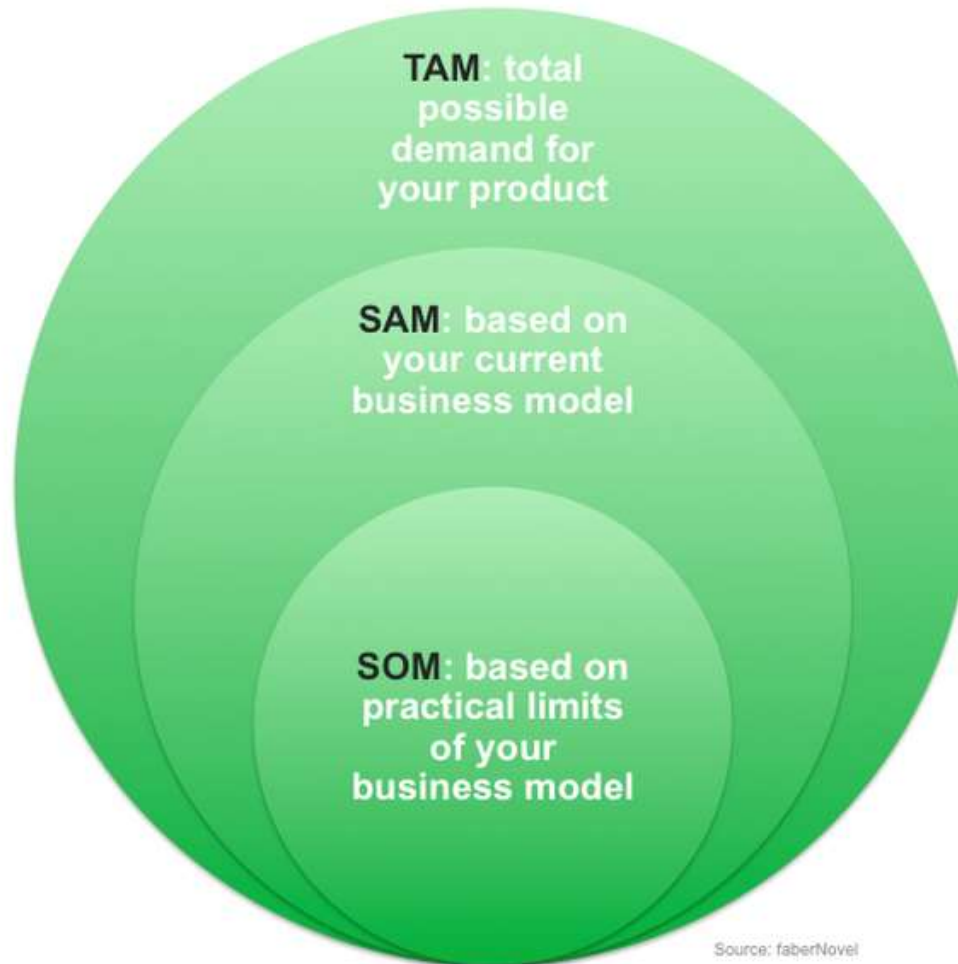 TAM: total
possible
demand for
your product
SAM: based on
your current
business model
SOM: based on
practical limits
of your
business model
Source: faberNovel